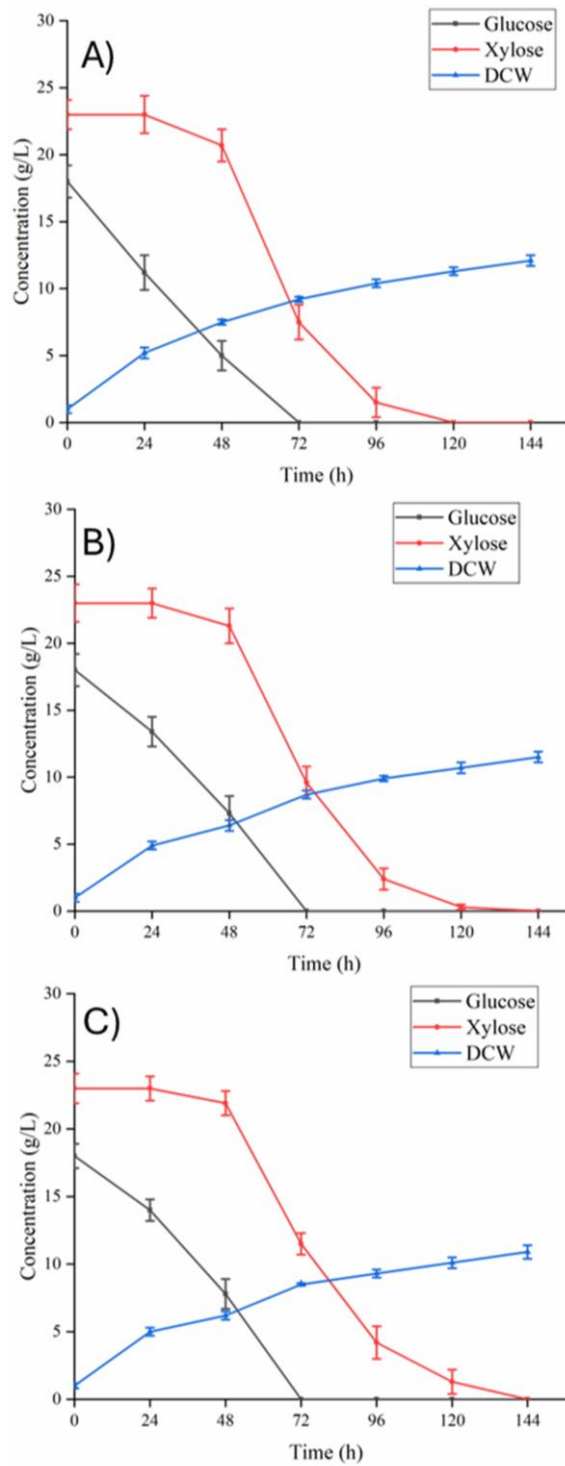 A)
Glucose
Xylose
DCW
30
25
20
15
10
5
0
Concentration (g/L)
0 24 48 72 96 120 144
Time (h)
B)
Glucose
Xylose
DCW
30
25
20
15
10
5
0
Concentration (g/L)
0 24 48 72 96 120 144
Time (h)
C)
Glucose
Xylose
DCW
30
25
20
15
10
5
0
Concentration (g/L)
0 24 48 72 96 120 144
Time (h)